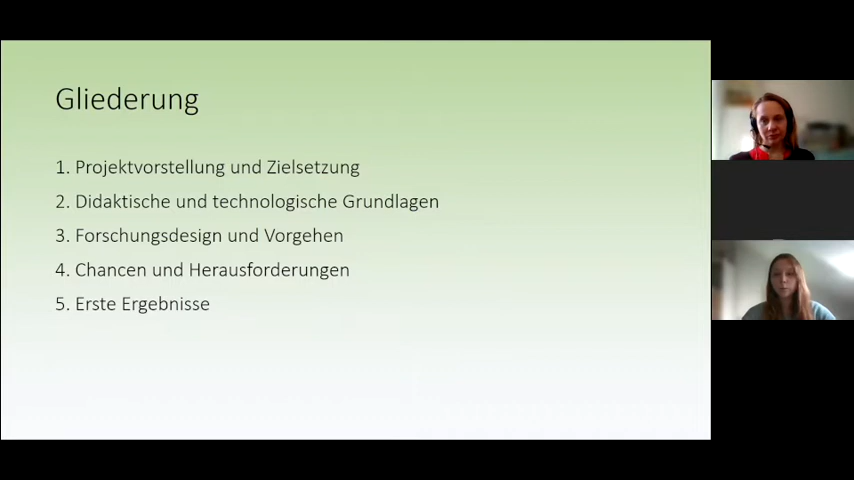 Gliederung
1. Projektvorstellung und Zielsetzung
2. Didaktische und technologische Grundlagen
3. Forschungsdesign und Vorgehen
4. Chancen und Herausforderungen
5. Erste Ergebnisse